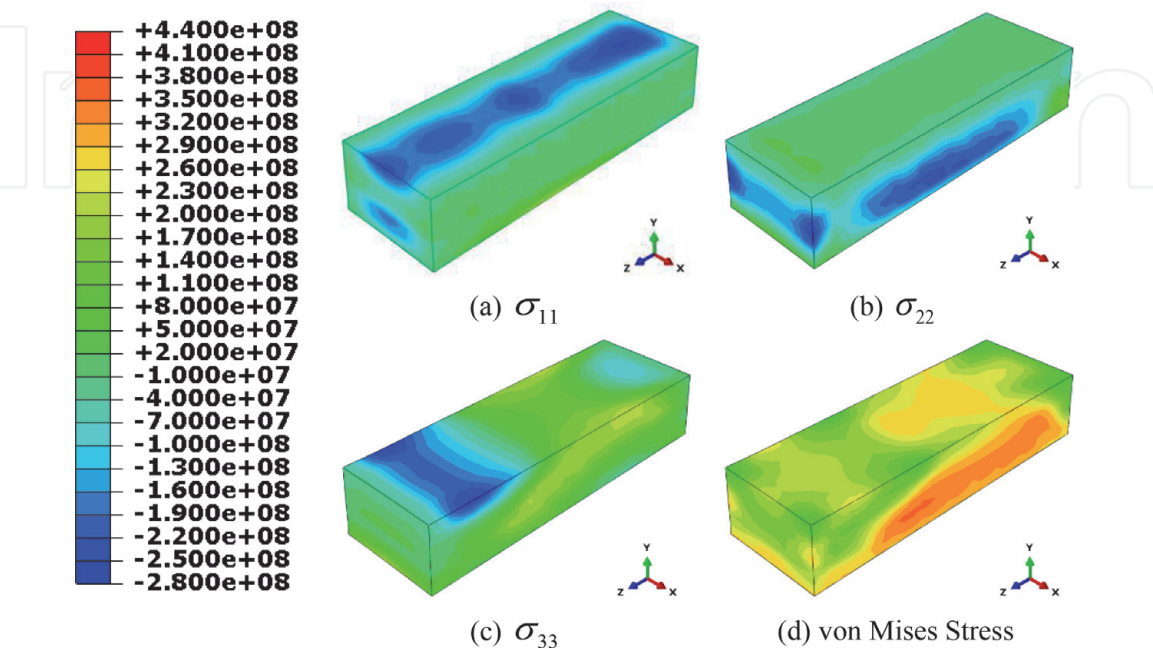 +4.400e+08
+4.100e+08
+3.800e+08
+3.500e+08
+3.200e+08
+2.900e+08
+2.600e+08
+2.300e+08
+2.000e+08
+1.700e+08
+1.400e+08
+1.100e+08
+8.000e+07
+5.000e+07
+2.000e+07
-1.000e+07
-4.000e+07
-7.000e+07
-1.000e+08
-1.300e+08
-1.600e+08
-1.900e+08
-2.200e+08
-2.500e+08
-2.800e+08
Y
Z X
(a) σ11
Y
Z X
(b) σ22
Y
Z X
(c) σ33
Y
Z X
(d) von Mises Stress